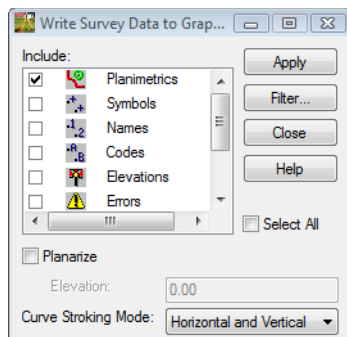 Write Survey Data to Grap...
Include:
Planimetrics
Symbols
Names
Codes
Elevations
Errors
Apply
Filter...
Close
Help
Select All
Planarize
Elevation: 0.00
Curve Stroking Mode: Horizontal and Vertical